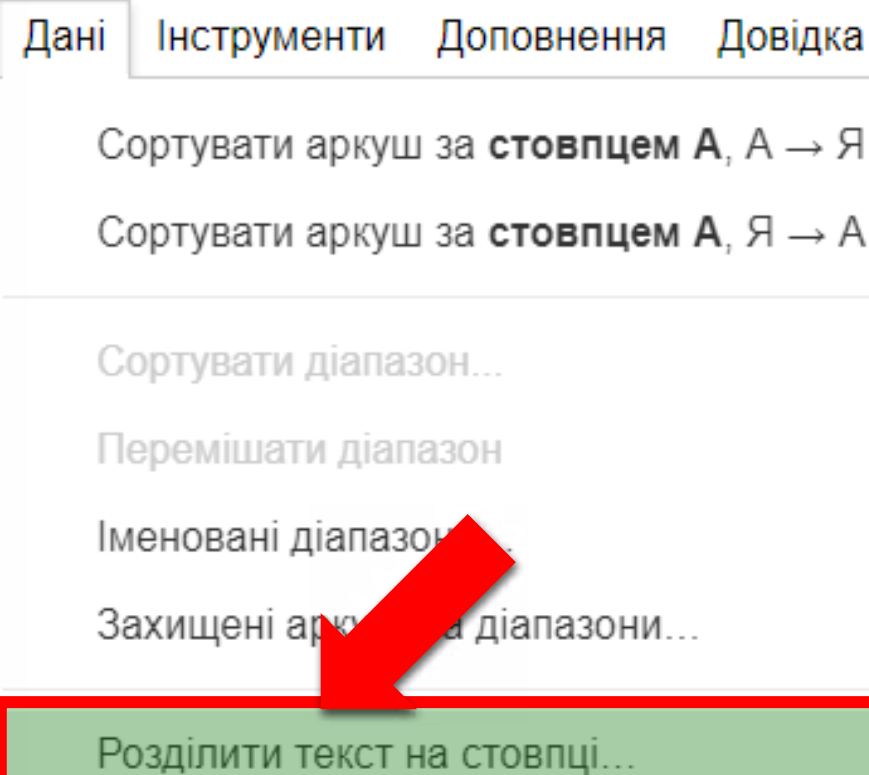 Дані Інструменти Доповнення Довідка
Сортувати аркуш за стовпцем А, А → Я
Сортувати аркуш за стовпцем А, Я → А
Сортувати діапазон...
Перемішати діапазон
Іменовані
Захищені діапазони...
Розділити текст на стовпці...